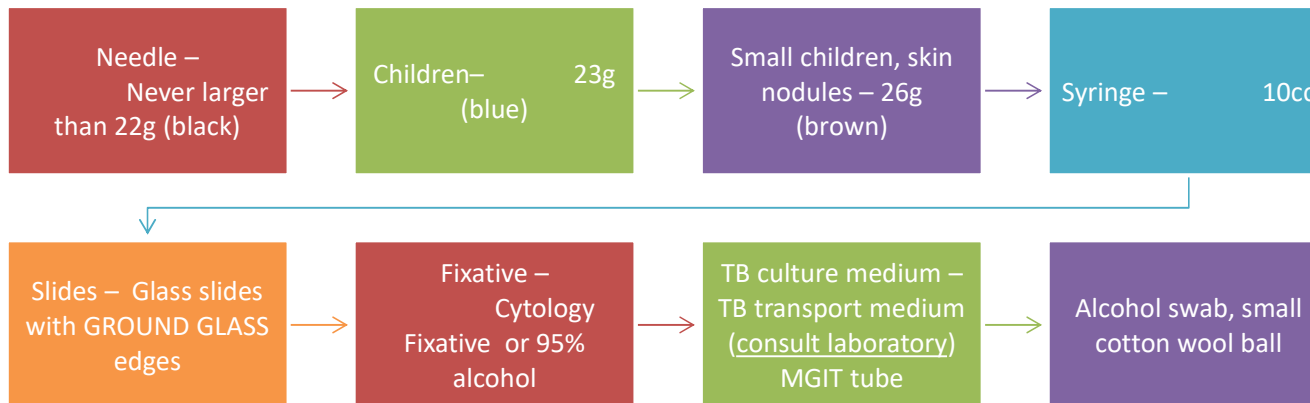 Needle –
Never larger
than 22g (black)
Children– 23g
(blue)
Small children, skin
nodules – 26g
(brown)
Syringe – 10cc
Slides – Glass slides
with GROUND GLASS
edges
Fixative –
Cytology
Fixative or 95%
alcohol
TB culture medium –
TB transport medium
(consult laboratory)
MGIT tube
Alcohol swab, small
cotton wool ball